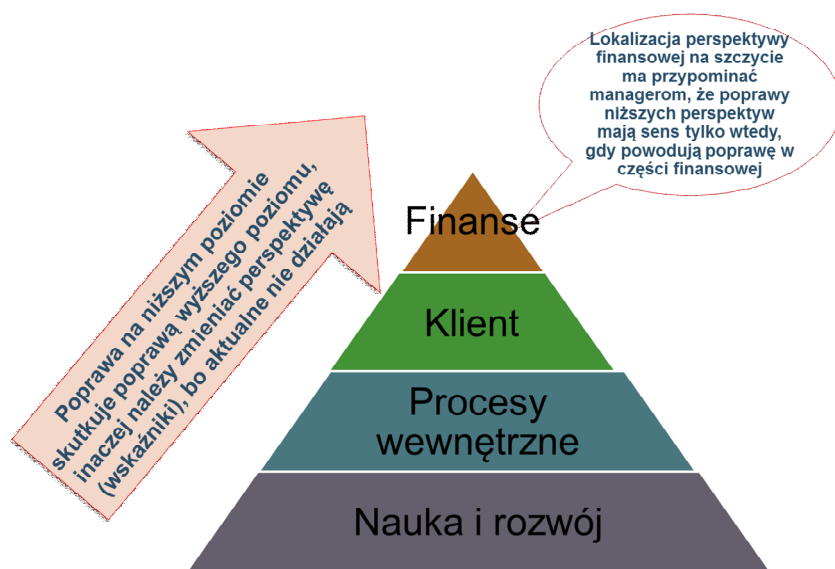 Lokalizacja perspektywy
finansowej na szczycie
ma przypominać
managerom, że poprawy
niższych perspektyw
mają sens tylko wtedy,
gdy powodują poprawę w
części finansowej
Poprawa na niższym poziomie
skutkuje poprawą wyższego poziomu,
inaczej należy zmieniać perspektywę
(wskaźniki), bo aktualne nie działają
Finanse
Klient
Procesy
wewnętrzne
Nauka i rozwój